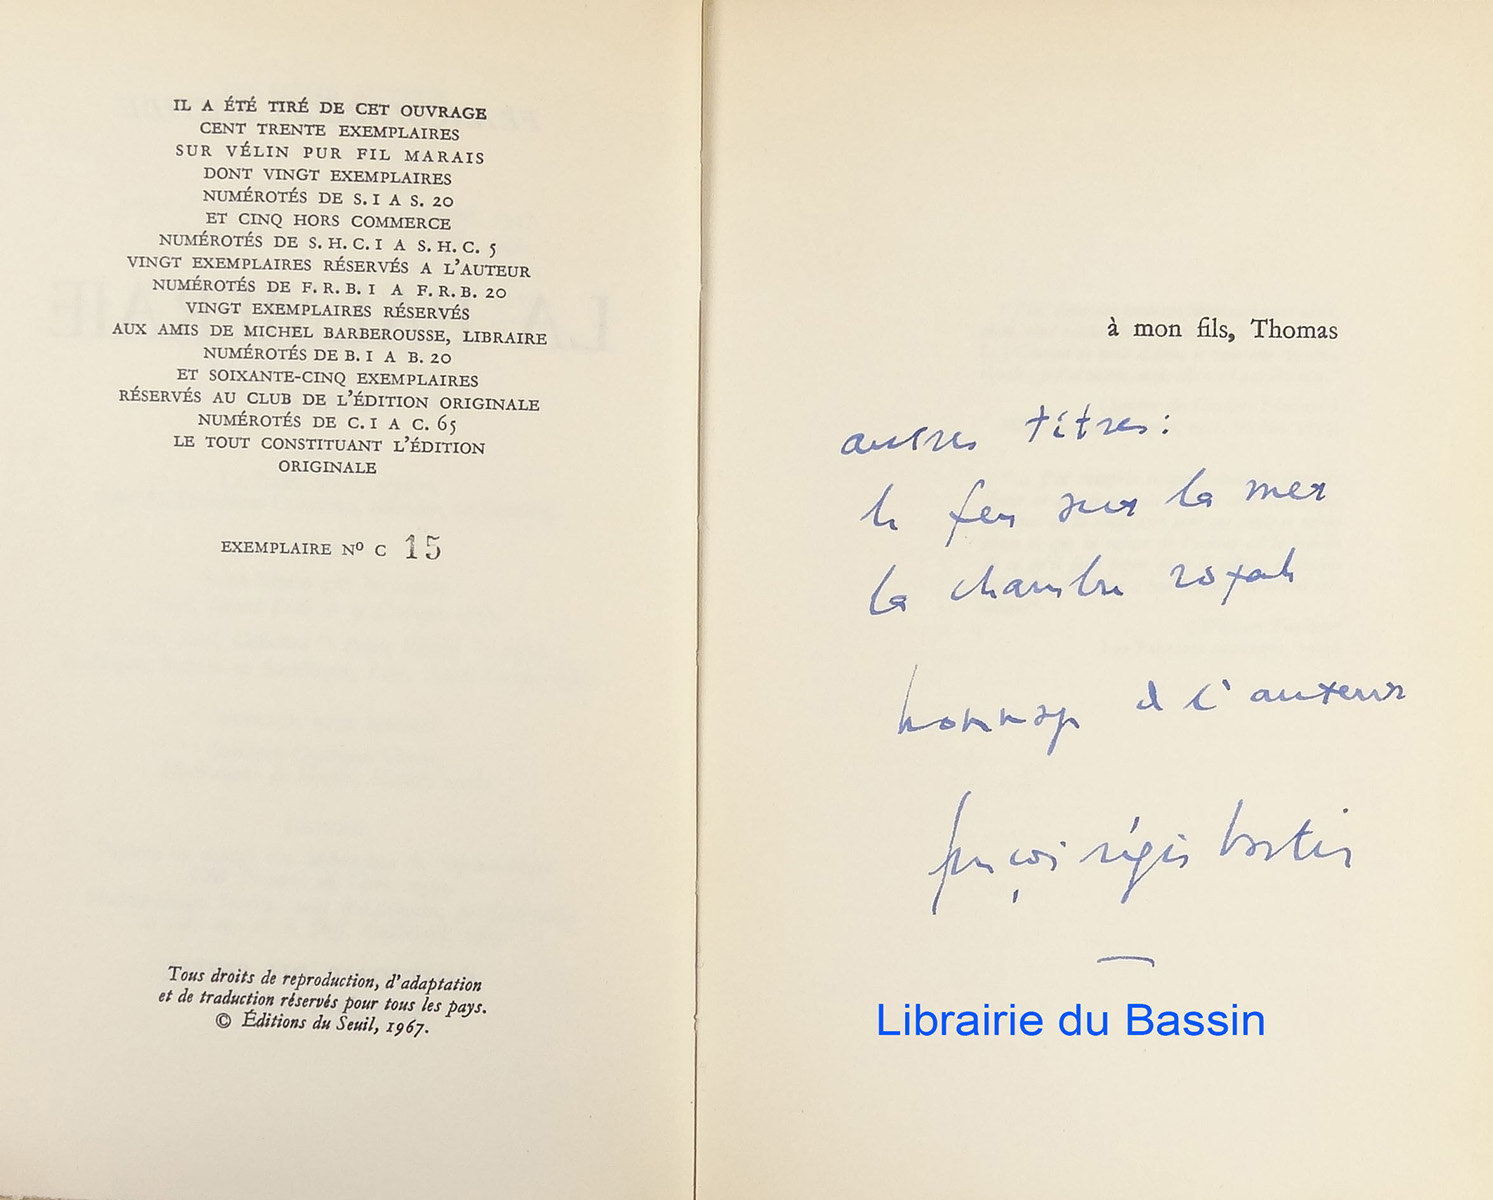 IL A ÉTÉ TIRÉ DE CET OUVRAGE
CENT TRENTE EXEMPLAIRES
SUR VÉLIN PUR FIL MARAIS
DONT VINGT EXEMPLAIRES
NUMÉROTÉS DE S. I A S. 20
ET CINQ HORS COMMERCE
NUMÉROTÉS DE S. H. C. I A S. H. C. 5
VINGT EXEMPLAIRES RÉSERVÉS A L'AUTEUR
NUMÉROTÉS DE F. R. B. I A F. R. B. 20
VINGT EXEMPLAIRES RÉSERVÉS
AUX AMIS DE MICHEL BARBEROUSSE, LIBRAIRE
NUMÉROTÉS DE B. I A B. 20
ET SOIXANTE-CINQ EXEMPLAIRES
RÉSERVÉS AU CLUB DE L'ÉDITION ORIGINALE
NUMÉROTÉS DE C. I A C. 65
LE TOUT CONSTITUANT L'ÉDITION
ORIGINALE
EXEMPLAIRE Nº C 15
Tous droits de reproduction, d'adaptation
et de traduction réservés pour tous les pays.
© Éditions du Seuil, 1967.
à mon fils, Thomas
autres titres :
le feu sur la mer
la chambre royale
hommage de l'auteur
françois régis bastide
Librairie du Bassin